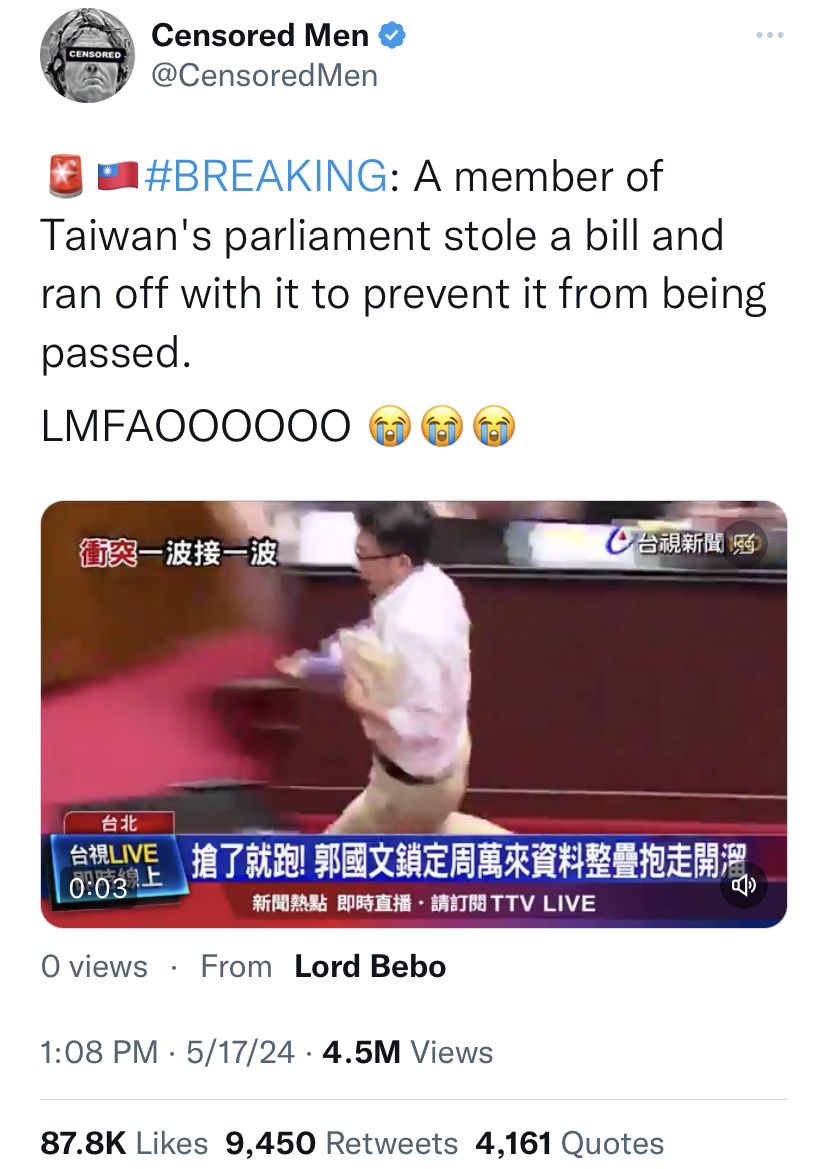 Censored Men
@CensoredMen
CENSORED
🚨🇹🇼#BREAKING: A member of
Taiwan's parliament stole a bill and
ran off with it to prevent it from being
passed.
LMFAOOOOOO 😭😭😭
衝突一波接一波
台視新聞
台北
台視LIVE
搶了就跑! 郭國文鎖定周萬來資料整疊抱走開溜
0:03
新聞熱點 即時直播・請訂閱TTV LIVE
0 views · From Lord Bebo
1:08 PM · 5/17/24 · 4.5M Views
87.8K Likes 9,450 Retweets 4,161 Quotes